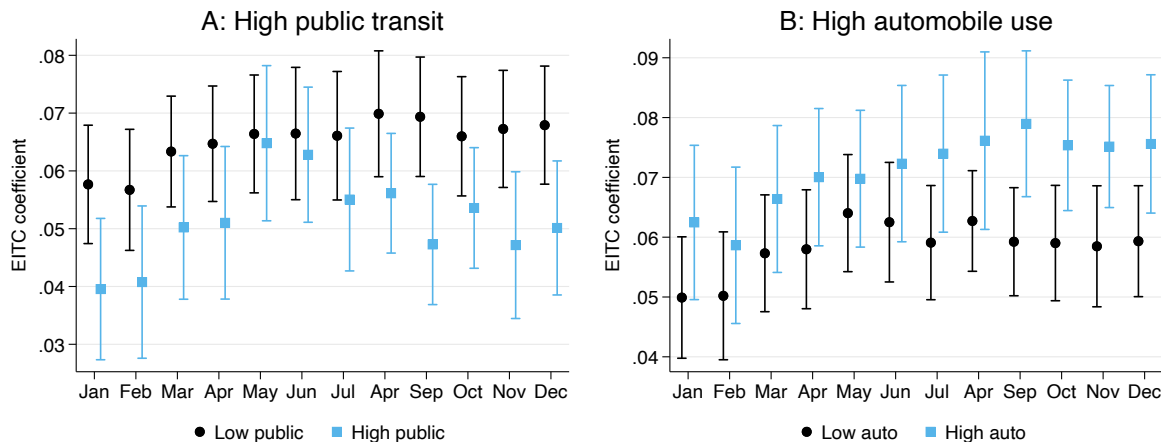 A: High public transit
EITC coefficient
.08
.07
.06
.05
.04
.03
Jan Feb Mar Apr May Jun Jul Apr Sep Oct Nov Dec
Low public High public
B: High automobile use
EITC coefficient
.09
.08
.07
.06
.05
.04
Jan Feb Mar Apr May Jun Jul Apr Sep Oct Nov Dec
Low auto High auto